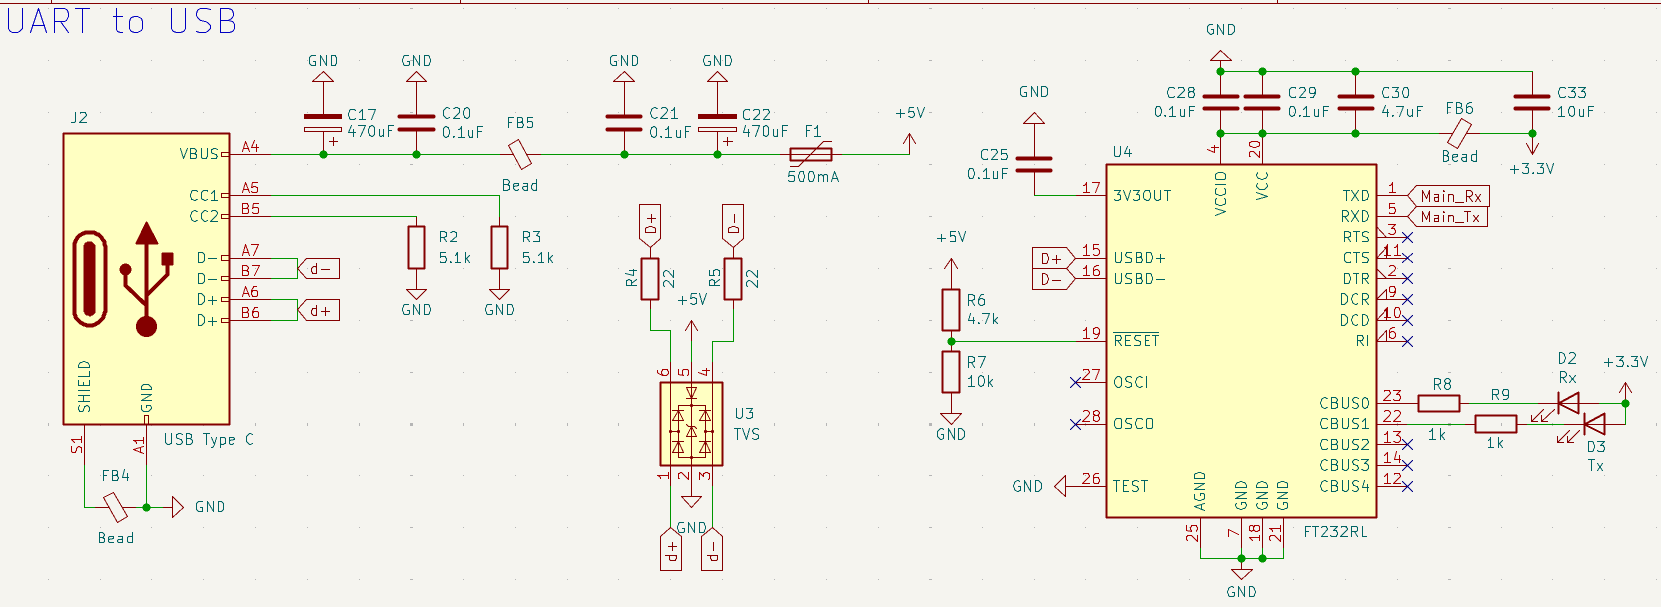 UART to USB
J2
VBUS
A4
CC1
A5
CC2
B5
D-
A7
D-
B7
D+
A6
D+
B6
SHIELD
GND
S1
A1
USB Type C
d-
d+
FB4
Bead
GND
GND
C17
470uF
+
GND
C20
0.1uF
FB5
Bead
GND
C21
0.1uF
GND
C22
470uF
+
F1
500mA
+5V
R2
5.1k
GND
R3
5.1k
GND
D+
R4
22
D-
R5
22
+5V
6
5
4
U3
TVS
1
2
3
GND
d+
d-
GND
C25
0.1uF
+5V
R6
4.7k
R7
10k
GND
D+
D-
GND
GND
C28
0.1uF
C29
0.1uF
C30
4.7uF
FB6
Bead
C33
10uF
+3.3V
U4
4
20
VCCIO
VCC
17
3V3OUT
15
USBD+
16
USBD-
19
RESET
27
OSCI
28
OSCO
26
TEST
TXD
1
Main_Rx
RXD
5
Main_Tx
RTS
3
CTS
11
DTR
2
DCR
9
DCD
10
RI
6
CBUS0
23
CBUS1
22
CBUS2
13
CBUS3
14
CBUS4
12
AGND
GND
GND
GND
25
7
18
21
FT232RL
GND
R8
1k
R9
1k
D2
Rx
D3
Tx
+3.3V